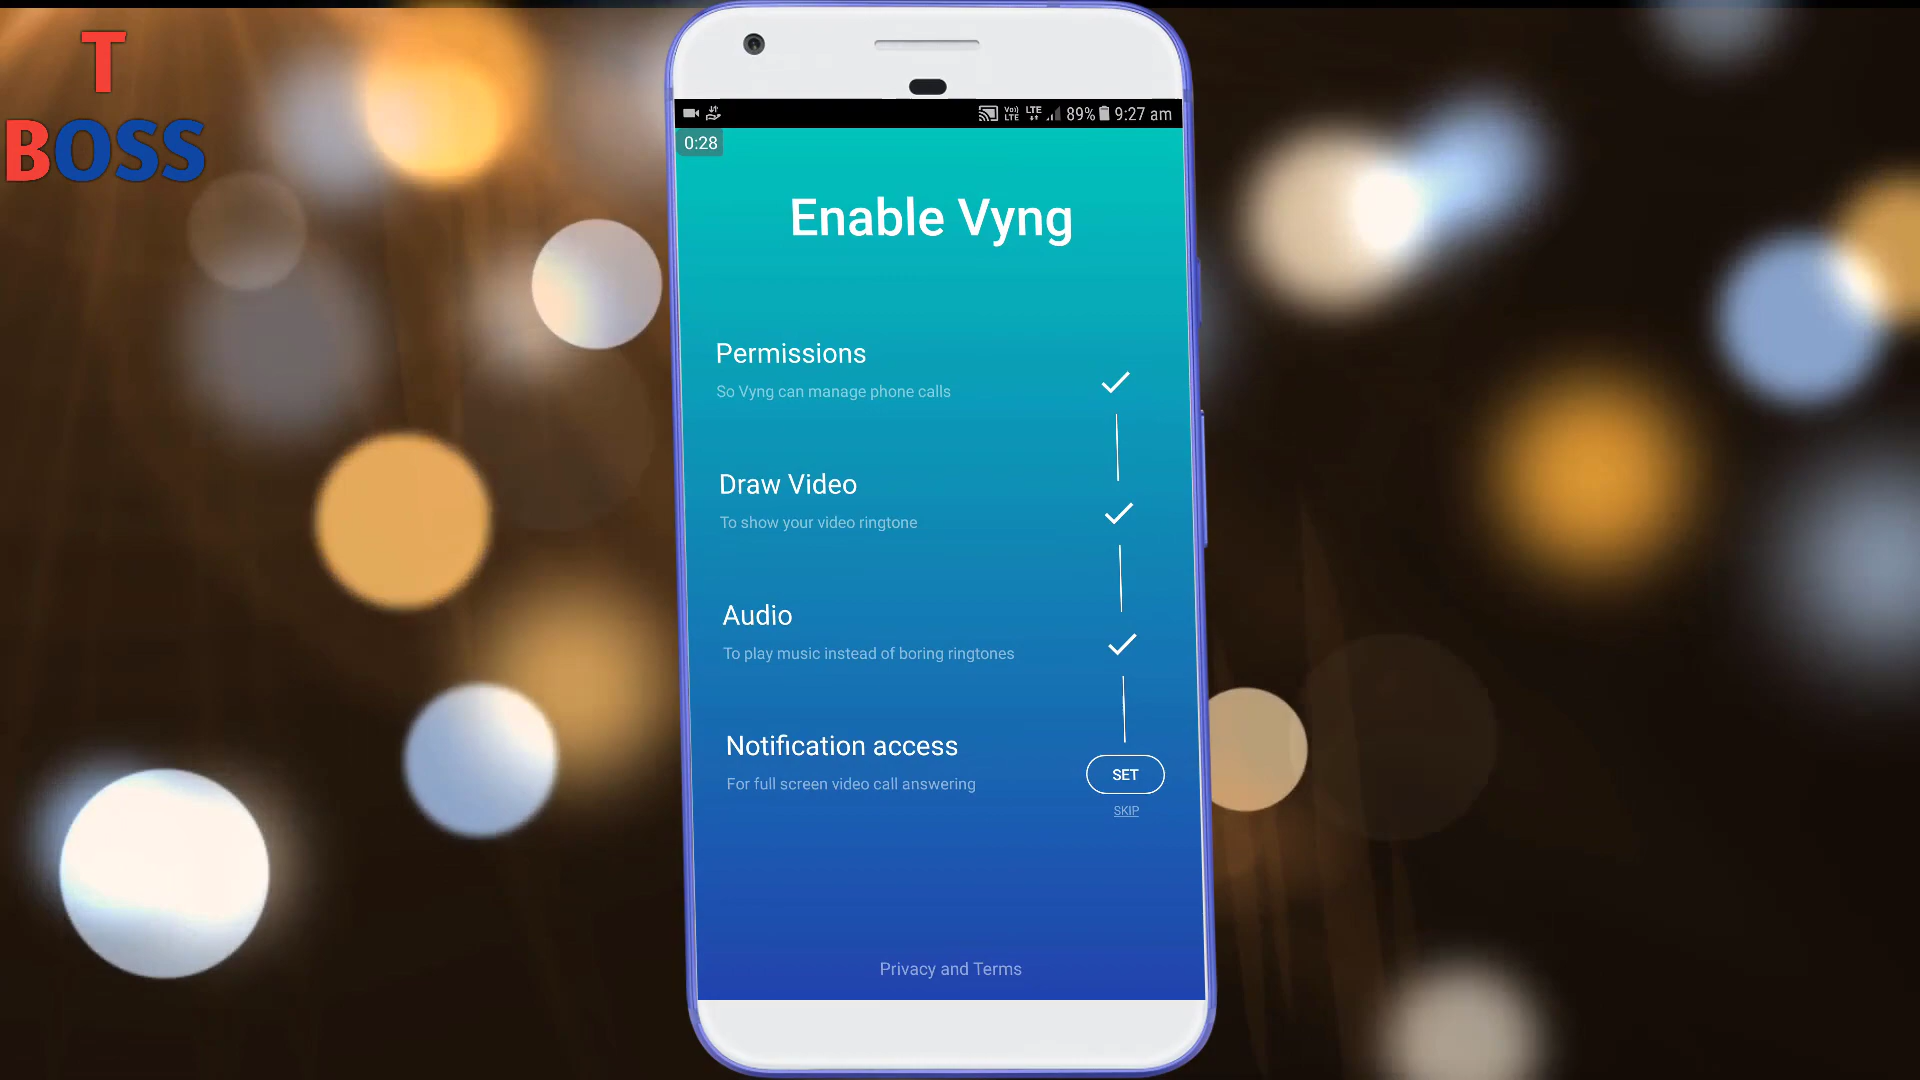 T
BOSS
VoLTE LTE 89% 9:27 am
0:28
Enable Vyng
Permissions
So Vyng can manage phone calls
Draw Video
To show your video ringtone
Audio
To play music instead of boring ringtones
Notification access
For full screen video call answering
SET
SKIP
Privacy and Terms